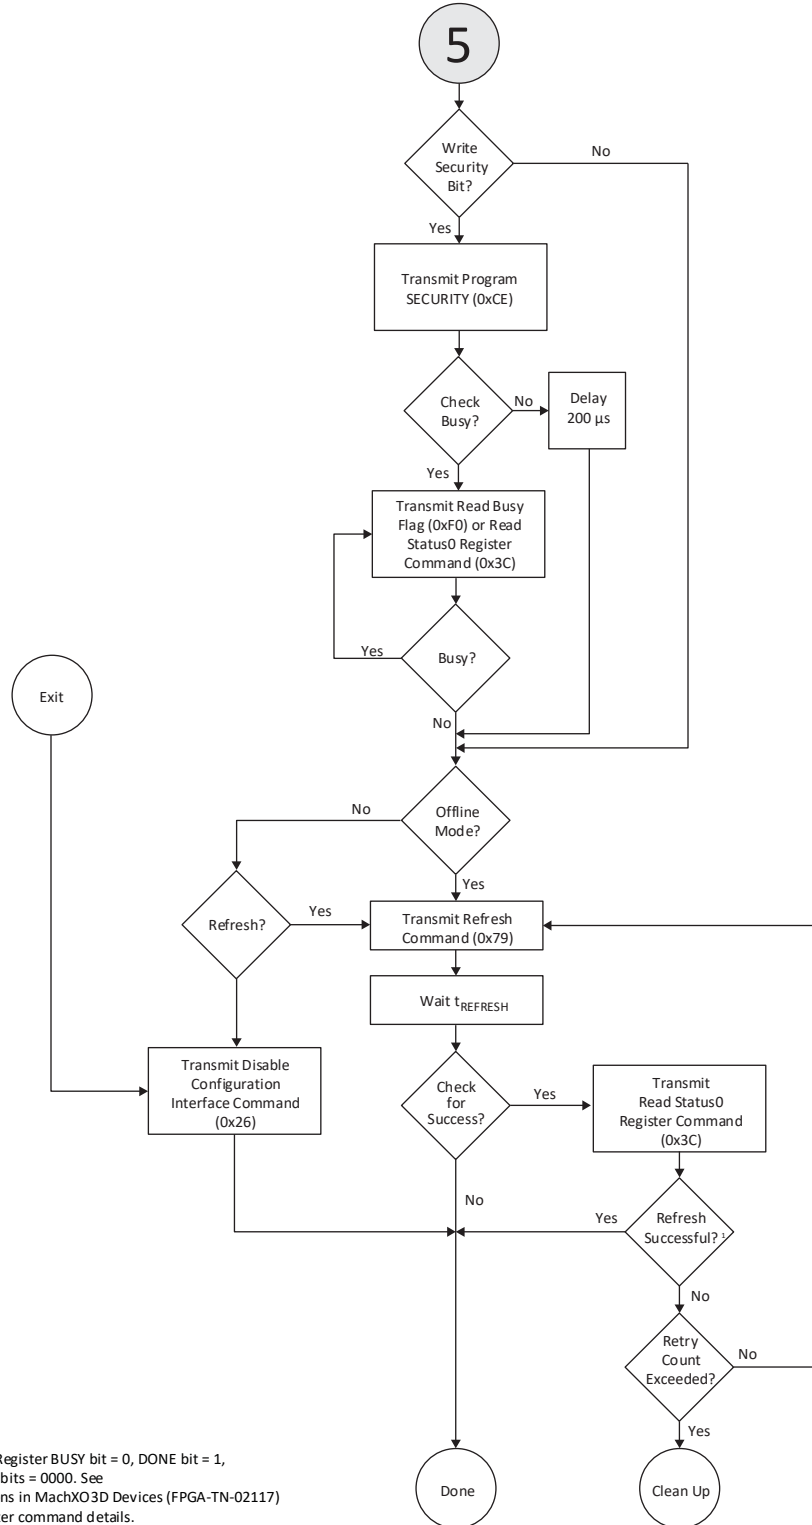 5
Write
Security
Bit?
No
Yes
Transmit Program
SECURITY (0xCE)
Check
Busy?
No
Delay
200 µs
Yes
Transmit Read Busy
Flag (0xF0) or Read
Status0 Register
Command (0x3C)
Yes
Busy?
Exit
No
No
Offline
Mode?
Yes
Refresh?
Yes
Transmit Refresh
Command (0x79)
Wait tREFRESH
Transmit Disable
Configuration
Interface Command
(0x26)
Check
for
Success?
Yes
Transmit
Read Status0
Register Command
(0x3C)
No
Yes
Refresh
Successful? 1
No
Retry
Count
Exceeded?
No
Yes
Done
Clean Up
Register BUSY bit = 0, DONE bit = 1,
bits = 0000. See
ns in MachXO3D Devices (FPGA-TN-02117)
ter command details.